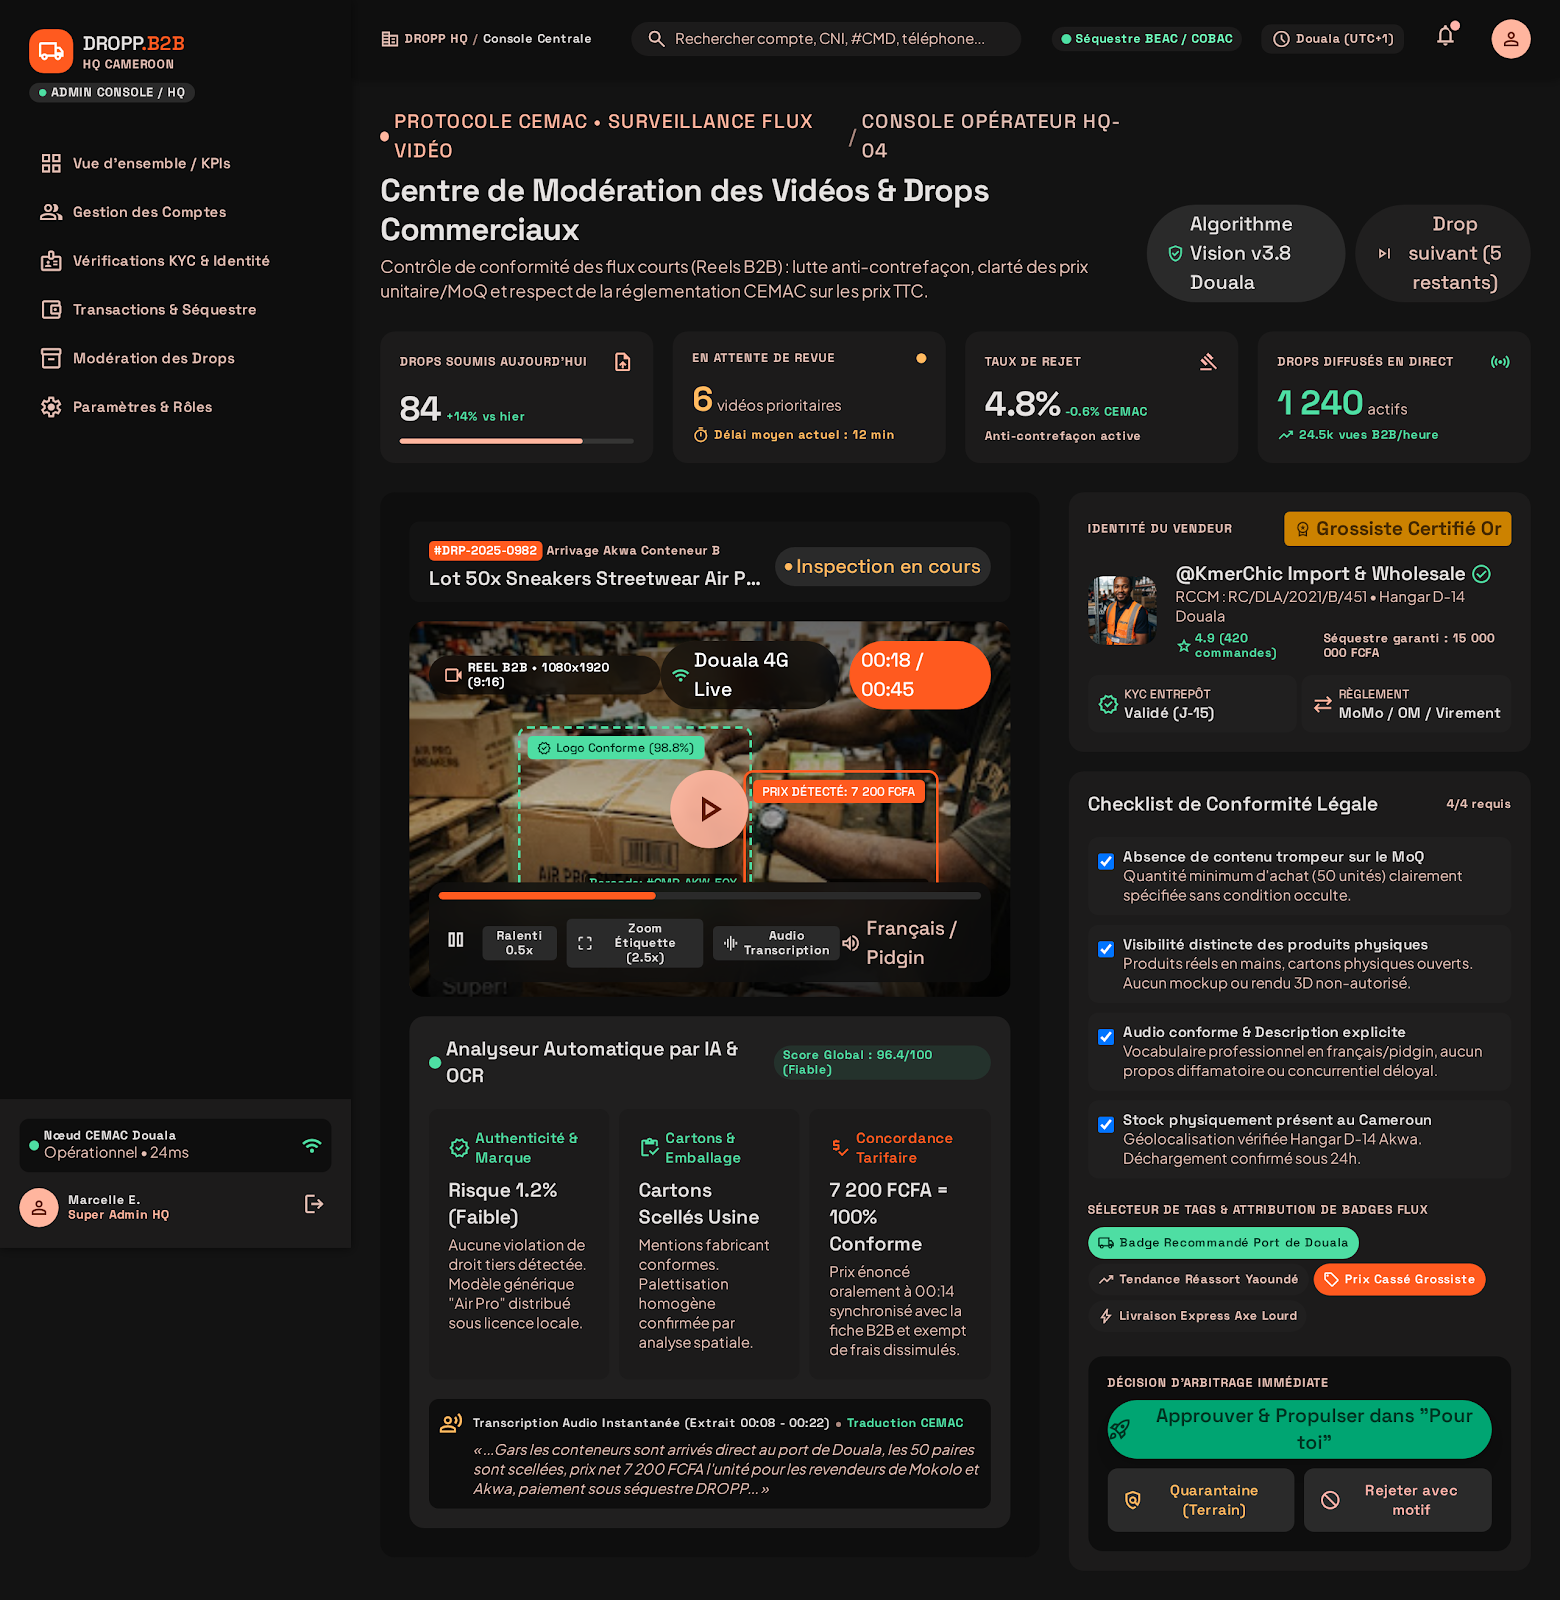 DROPP.B2B
HQ CAMEROON
ADMIN CONSOLE / HQ
Vue d'ensemble / KPIs
Gestion des Comptes
Vérifications KYC & Identité
Transactions & Séquestre
Modération des Drops
Paramètres & Rôles
Nœud CEMAC Douala
Opérationnel • 24ms
Marcelle E.
Super Admin HQ
DROPP HQ / Console Centrale
Rechercher compte, CNI, #CMD, téléphone...
Séquestre BEAC / COBAC
Douala (UTC+1)
PROTOCOLE CEMAC • SURVEILLANCE FLUX
VIDÉO
/
CONSOLE OPÉRATEUR HQ-
04
Centre de Modération des Vidéos & Drops
Commerciaux
Contrôle de conformité des flux courts (Reels B2B) : lutte anti-contrefaçon, clarté des prix
unitaire/MoQ et respect de la réglementation CEMAC sur les prix TTC.
Algorithme
Vision v3.8
Douala
Drop
suivant (5
restants)
DROPS SOUMIS AUJOURD'HUI
84 +14% vs hier
EN ATTENTE DE REVUE
6 vidéos prioritaires
Délai moyen actuel : 12 min
TAUX DE REJET
4.8% -0.6% CEMAC
Anti-contrefaçon active
DROPS DIFFUSÉS EN DIRECT
1 240 actifs
24.5k vues B2B/heure
#DRP-2025-0982 Arrivage Akwa Conteneur B
Lot 50x Sneakers Streetwear Air P...
Inspection en cours
REEL B2B • 1080x1920
(9:16)
Douala 4G
Live
00:18 /
00:45
Logo Conforme (98.8%)
PRIX DÉTECTÉ: 7 200 FCFA
AIR PRO
SNEAKERS
AIR PRO
Barcode: #CMR-AKW-50X
Ralenti
0.5x
Zoom
Étiquette
(2.5x)
Audio
Transcription
Français /
Pidgin
Super!
Analyseur Automatique par IA &
OCR
Score Global : 96.4/100
(Fiable)
Authenticité &
Marque
Risque 1.2%
(Faible)
Aucune violation de
droit tiers détectée.
Modèle générique
"Air Pro" distribué
sous licence locale.
Cartons &
Emballage
Cartons
Scellés Usine
Mentions fabricant
conformes.
Palettisation
homogène
confirmée par
analyse spatiale.
Concordance
Tarifaire
7 200 FCFA =
100%
Conforme
Prix énoncé
oralement à 00:14
synchronisé avec la
fiche B2B et exempt
de frais dissimulés.
Transcription Audio Instantanée (Extrait 00:08 - 00:22) • Traduction CEMAC
« ...Gars les conteneurs sont arrivés direct au port de Douala, les 50 paires
sont scellées, prix net 7 200 FCFA l'unité pour les revendeurs de Mokolo et
Akwa, paiement sous séquestre DROPP... »
IDENTITÉ DU VENDEUR
Grossiste Certifié Or
@KmerChic Import & Wholesale
RCCM : RC/DLA/2021/B/451 • Hangar D-14
Douala
4.9 (420
commandes)
Séquestre garanti : 15 000
000 FCFA
KYC ENTREPÔT
Validé (J-15)
RÈGLEMENT
MoMo / OM / Virement
Checklist de Conformité Légale
4/4 requis
Absence de contenu trompeur sur le MoQ
Quantité minimum d'achat (50 unités) clairement
spécifiée sans condition occulte.
Visibilité distincte des produits physiques
Produits réels en mains, cartons physiques ouverts.
Aucun mockup ou rendu 3D non-autorisé.
Audio conforme & Description explicite
Vocabulaire professionnel en français/pidgin, aucun
propos diffamatoire ou concurrentiel déloyal.
Stock physiquement présent au Cameroun
Géolocalisation vérifiée Hangar D-14 Akwa.
Déchargement confirmé sous 24h.
SÉLECTEUR DE TAGS & ATTRIBUTION DE BADGES FLUX
Badge Recommandé Port de Douala
Tendance Réassort Yaoundé
Prix Cassé Grossiste
Livraison Express Axe Lourd
DÉCISION D'ARBITRAGE IMMÉDIATE
Approuver & Propulser dans "Pour
toi"
Quarantaine
(Terrain)
Rejeter avec
motif